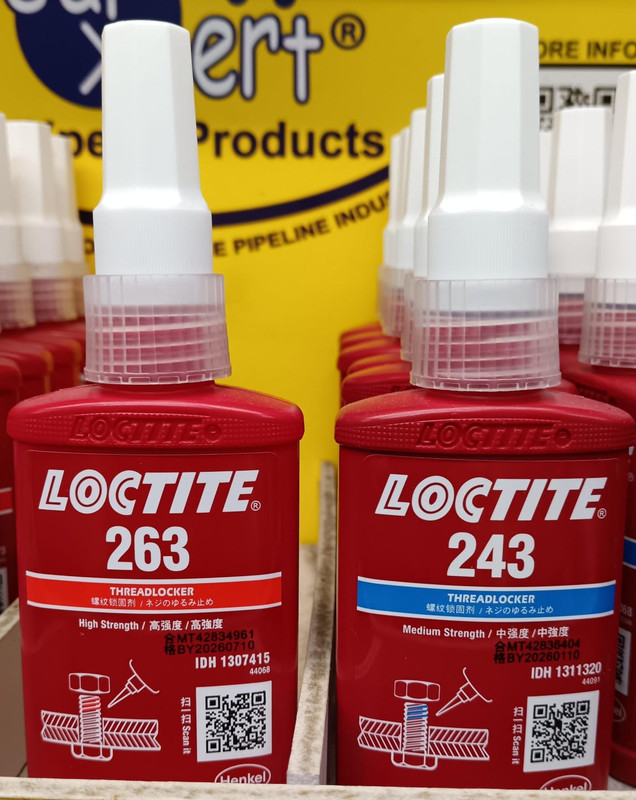 ert®
Products
ORE INFO
E PIPELINE INDUS
LOCTITE
LOCTITE®
263
THREADLOCKER
螺纹锁固剂 / ネジのゆるみ止め
High Strength / 高强度 / 高強度
合MT42834961
格BY20260710
IDH 1307415
44068
扫一扫 Scan it
Henkel
LOCTITE
LOCTITE®
243
THREADLOCKER
螺纹锁固剂 / ネジのゆるみ止め
Medium Strength / 中强度 / 中強度
合MT42836404
格BY20260110
IDH 1311320
44091
扫一扫 Scan it